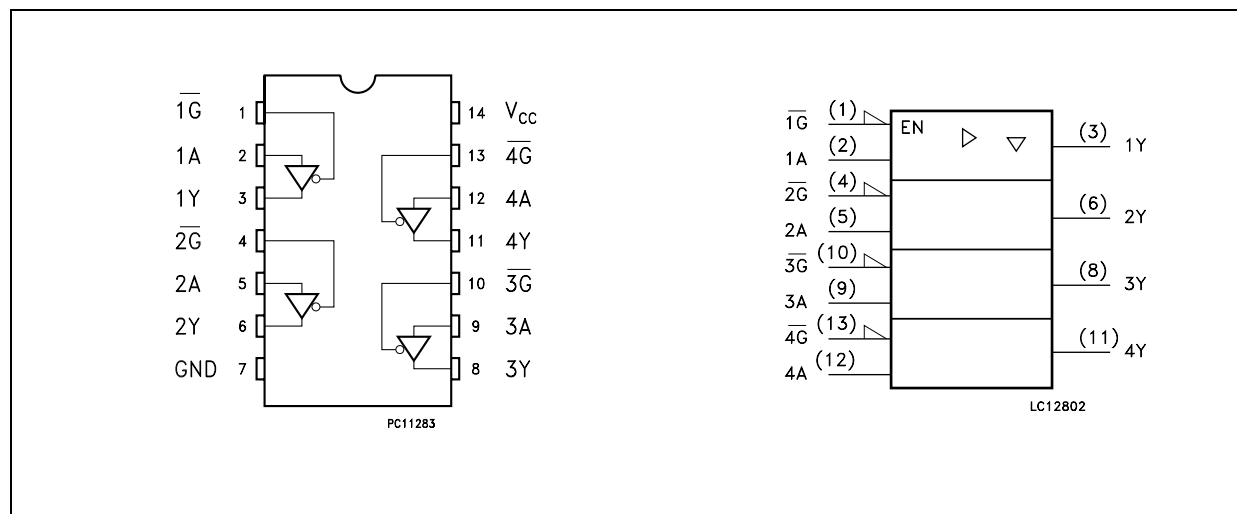 1G 1 14 VCC
1A 2 13 4G
1Y 3 12 4A
2G 4 11 4Y
2A 5 10 3G
2Y 6 9 3A
GND 7 8 3Y
PC11283
1G (1) EN (3) 1Y
1A (2)
2G (4) (6) 2Y
2A (5)
3G (10) (8) 3Y
3A (9)
4G (13) (11) 4Y
4A (12)
LC12802